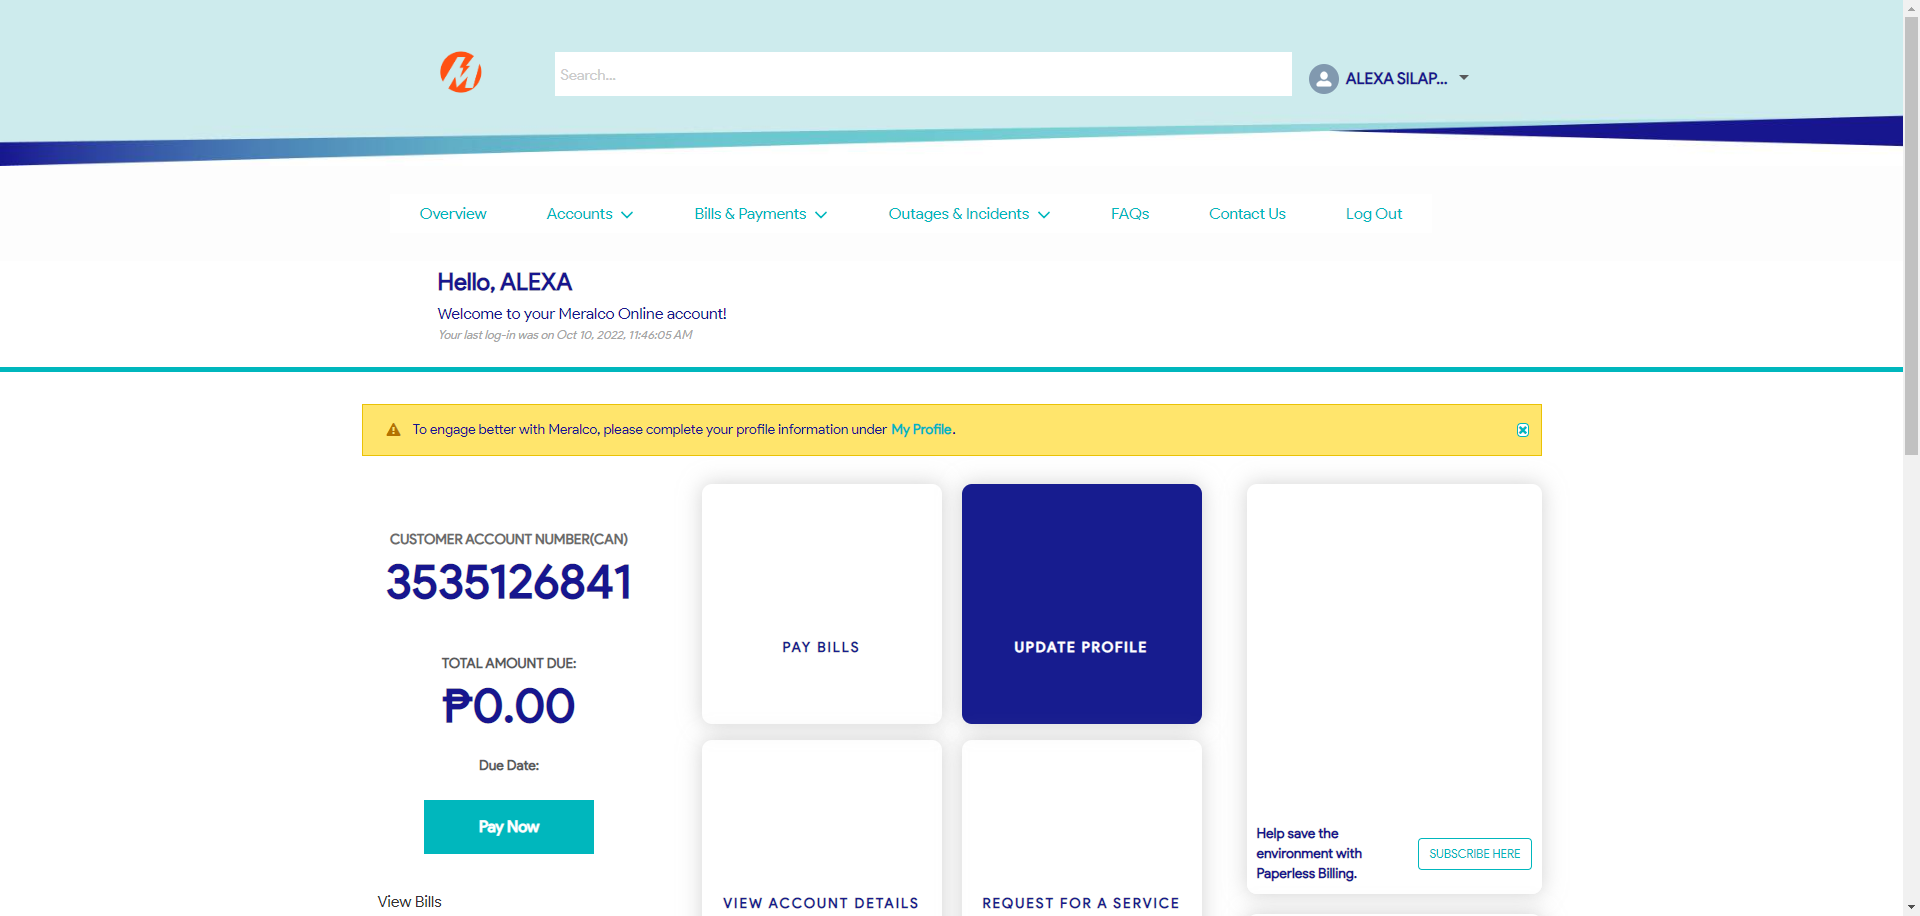 Search...
ALEXA SILAP...
Overview
Accounts
Bills & Payments
Outages & Incidents
FAQs
Contact Us
Log Out
Hello, ALEXA
Welcome to your Meralco Online account!
Your last log-in was on Oct 10, 2022, 11:46:05 AM
To engage better with Meralco, please complete your profile information under My Profile.
CUSTOMER ACCOUNT NUMBER(CAN)
3535126841
TOTAL AMOUNT DUE:
₱0.00
Due Date:
Pay Now
View Bills
PAY BILLS
UPDATE PROFILE
VIEW ACCOUNT DETAILS
REQUEST FOR A SERVICE
Help save the
environment with
Paperless Billing.
SUBSCRIBE HERE